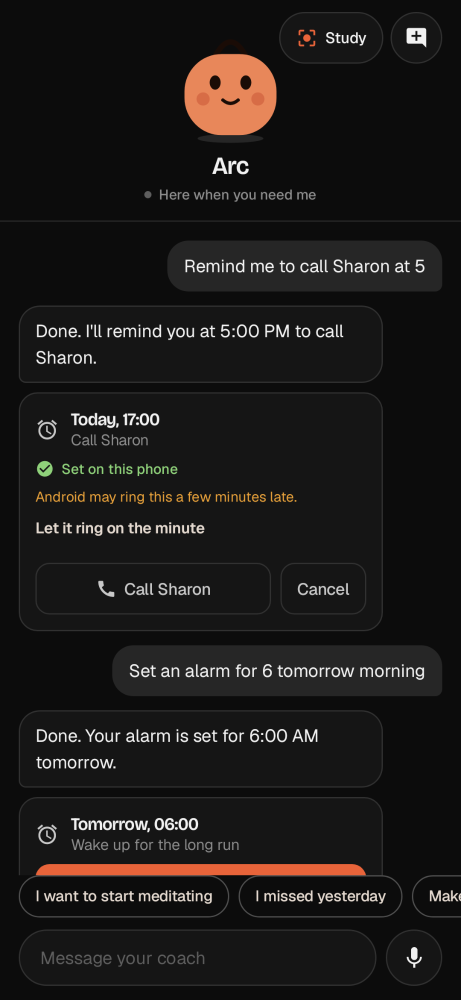 Study
Arc
Here when you need me
Remind me to call Sharon at 5
Done. I'll remind you at 5:00 PM to call
Sharon.
Today, 17:00
Call Sharon
Set on this phone
Android may ring this a few minutes late.
Let it ring on the minute
Call Sharon
Cancel
Set an alarm for 6 tomorrow morning
Done. Your alarm is set for 6:00 AM
tomorrow.
Tomorrow, 06:00
Wake up for the long run
I want to start meditating
I missed yesterday
Make
Message your coach